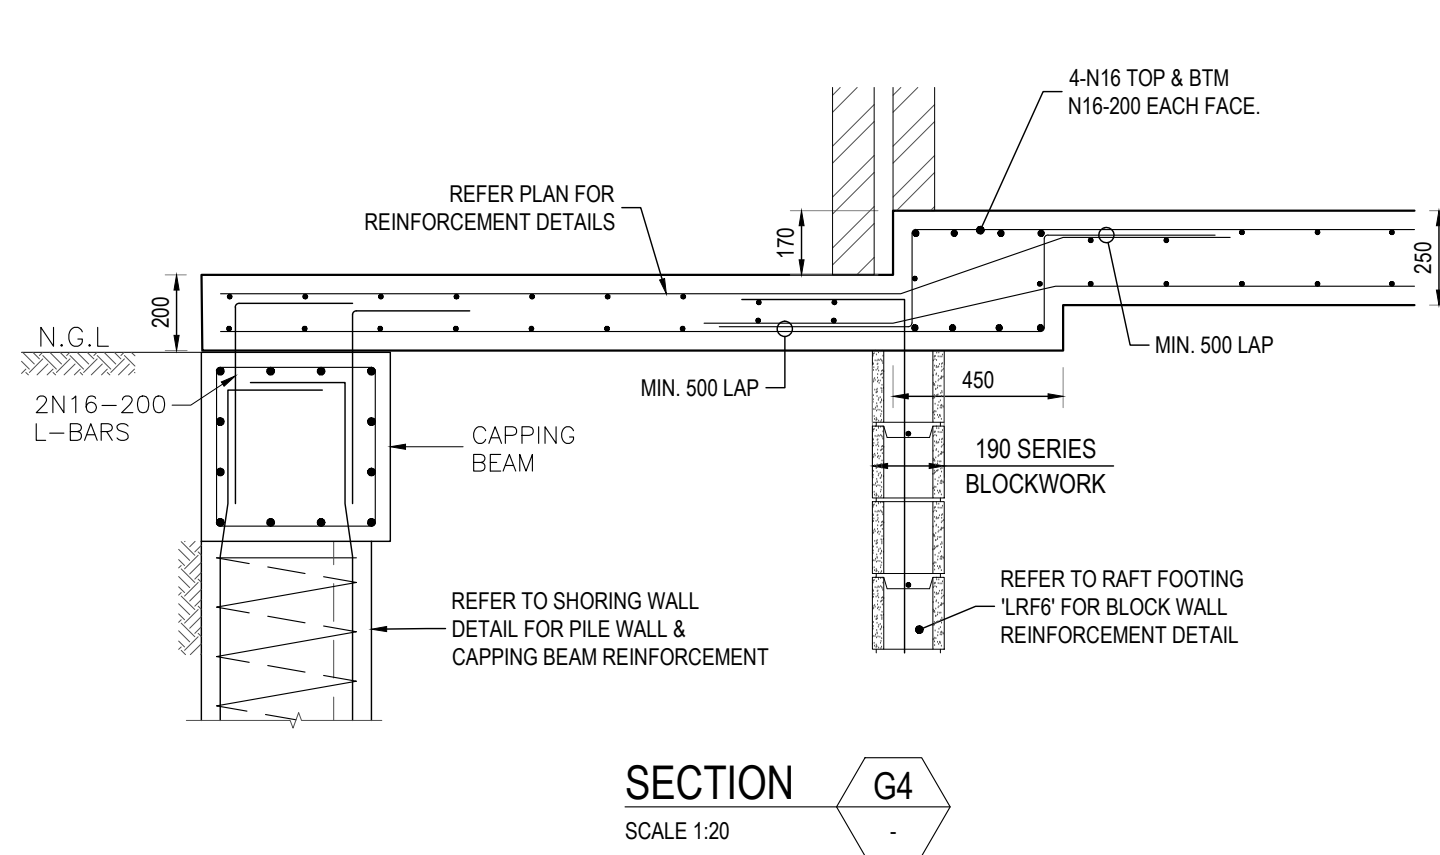 4-N16 TOP & BTM
N16-200 EACH FACE.
REFER PLAN FOR
REINFORCEMENT DETAILS
170
250
200
N.G.L
MIN. 500 LAP
MIN. 500 LAP
450
2N16-200
L-BARS
CAPPING
BEAM
190 SERIES
BLOCKWORK
REFER TO SHORING WALL
DETAIL FOR PILE WALL &
CAPPING BEAM REINFORCEMENT
REFER TO RAFT FOOTING
'LRF6' FOR BLOCK WALL
REINFORCEMENT DETAIL
SECTION
G4
SCALE 1:20
-